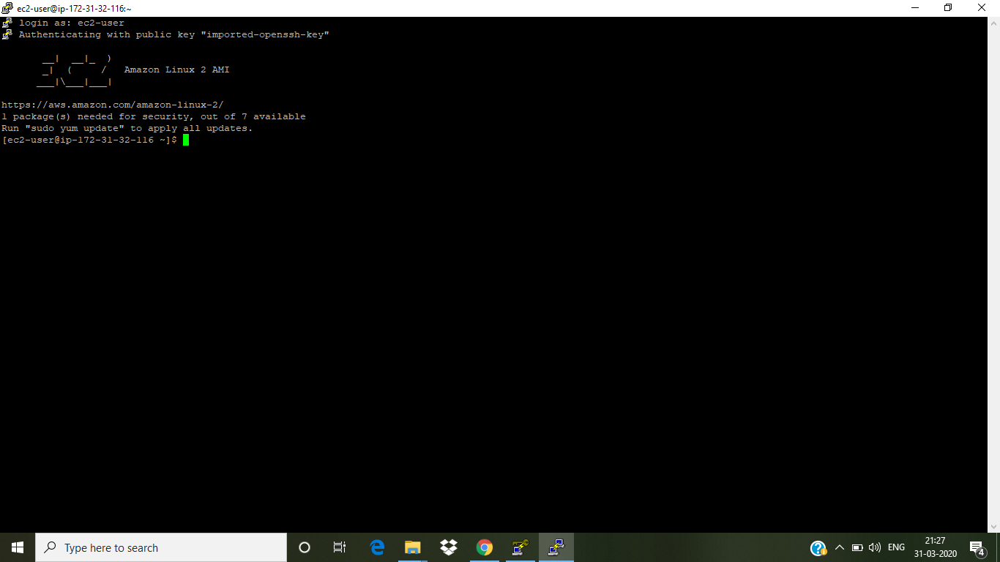 ec2-user@ip-172-31-32-116:~
login as: ec2-user
Authenticating with public key "imported-openssh-key"
       __|  __|_  )
       _|  (     /   Amazon Linux 2 AMI
      ___|\___|___|
https://aws.amazon.com/amazon-linux-2/
1 package(s) needed for security, out of 7 available
Run "sudo yum update" to apply all updates.
[ec2-user@ip-172-31-32-116 ~]$
Type here to search
ENG
21:27
31-03-2020
4